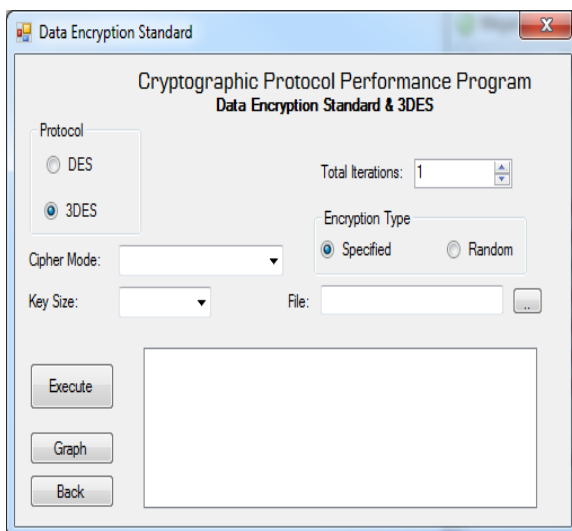 Data Encryption Standard
Cryptographic Protocol Performance Program
Data Encryption Standard & 3DES
Protocol
DES
3DES
Total Iterations: 1
Encryption Type
Specified
Random
Cipher Mode:
Key Size:
File:
..
Execute
Graph
Back